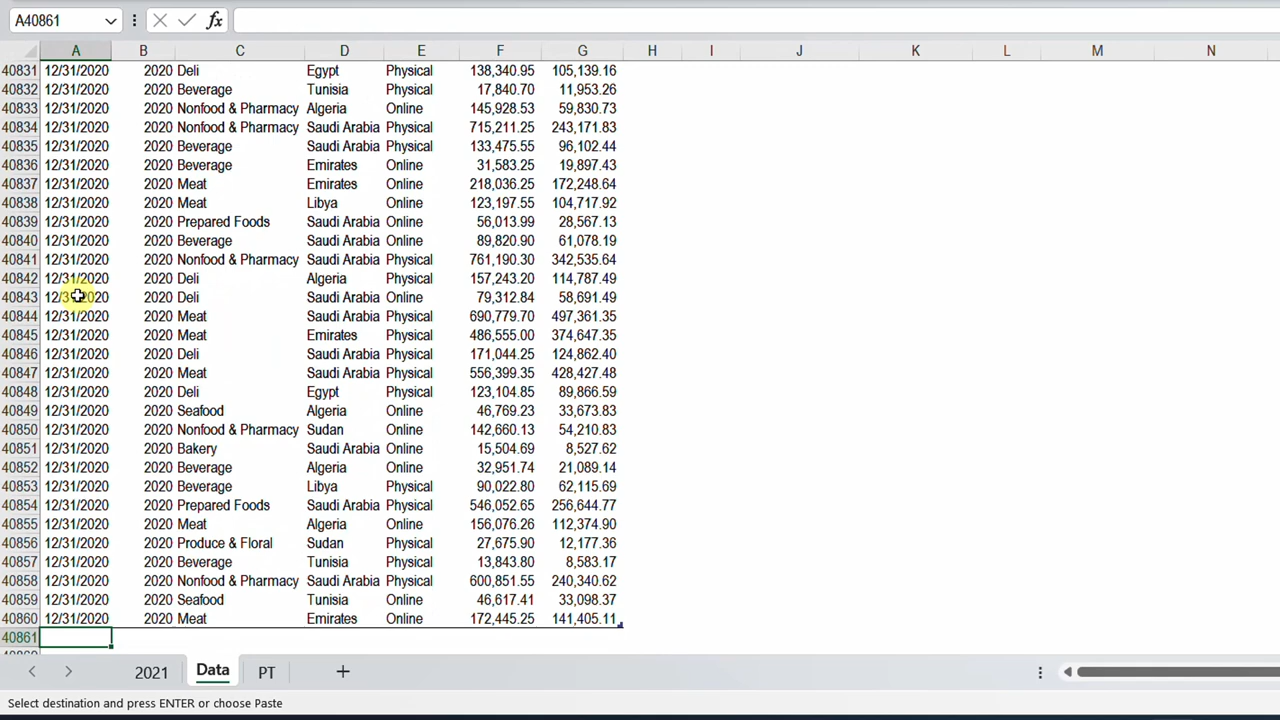 A40861 fx
A B C D E F G H I J K L M N
40831 12/31/2020 2020 Deli Egypt Physical 138,340.95 105,139.16
40832 12/31/2020 2020 Beverage Tunisia Physical 17,840.70 11,953.26
40833 12/31/2020 2020 Nonfood & Pharmacy Algeria Online 145,928.53 59,830.73
40834 12/31/2020 2020 Nonfood & Pharmacy Saudi Arabia Physical 715,211.25 243,171.83
40835 12/31/2020 2020 Beverage Saudi Arabia Physical 133,475.55 96,102.44
40836 12/31/2020 2020 Beverage Emirates Online 31,583.25 19,897.43
40837 12/31/2020 2020 Meat Emirates Online 218,036.25 172,248.64
40838 12/31/2020 2020 Meat Libya Online 123,197.55 104,717.92
40839 12/31/2020 2020 Prepared Foods Saudi Arabia Online 56,013.99 28,567.13
40840 12/31/2020 2020 Beverage Saudi Arabia Online 89,820.90 61,078.19
40841 12/31/2020 2020 Nonfood & Pharmacy Saudi Arabia Physical 761,190.30 342,535.64
40842 12/31/2020 2020 Deli Algeria Physical 157,243.20 114,787.49
40843 12/31/2020 2020 Deli Saudi Arabia Online 79,312.84 58,691.49
40844 12/31/2020 2020 Meat Saudi Arabia Physical 690,779.70 497,361.35
40845 12/31/2020 2020 Meat Emirates Physical 486,555.00 374,647.35
40846 12/31/2020 2020 Deli Saudi Arabia Physical 171,044.25 124,862.40
40847 12/31/2020 2020 Meat Saudi Arabia Physical 556,399.35 428,427.48
40848 12/31/2020 2020 Deli Egypt Physical 123,104.85 89,866.59
40849 12/31/2020 2020 Seafood Algeria Online 46,769.23 33,673.83
40850 12/31/2020 2020 Nonfood & Pharmacy Sudan Online 142,660.13 54,210.83
40851 12/31/2020 2020 Bakery Saudi Arabia Online 15,504.69 8,527.62
40852 12/31/2020 2020 Beverage Algeria Online 32,951.74 21,089.14
40853 12/31/2020 2020 Beverage Libya Physical 90,022.80 62,115.69
40854 12/31/2020 2020 Prepared Foods Saudi Arabia Physical 546,052.65 256,644.77
40855 12/31/2020 2020 Meat Algeria Online 156,076.26 112,374.90
40856 12/31/2020 2020 Produce & Floral Sudan Physical 27,675.90 12,177.36
40857 12/31/2020 2020 Beverage Tunisia Physical 13,843.80 8,583.17
40858 12/31/2020 2020 Nonfood & Pharmacy Saudi Arabia Physical 600,851.55 240,340.62
40859 12/31/2020 2020 Seafood Tunisia Online 46,617.41 33,098.37
40860 12/31/2020 2020 Meat Emirates Online 172,445.25 141,405.11
40861
2021 Data PT
Select destination and press ENTER or choose Paste